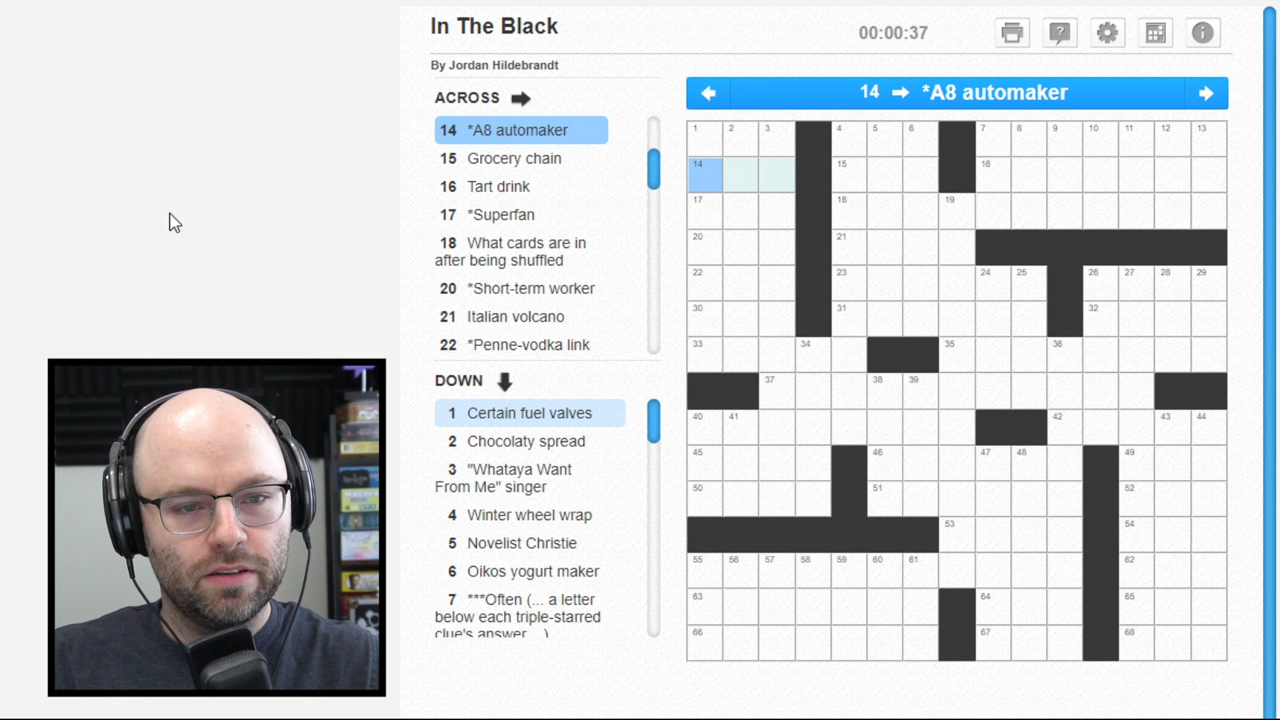 In The Black
00:00:37
By Jordan Hildebrandt
ACROSS
14 *A8 automaker
15 Grocery chain
16 Tart drink
17 *Superfan
18 What cards are in
after being shuffled
20 *Short-term worker
21 Italian volcano
22 *Penne-vodka link
DOWN
1 Certain fuel valves
2 Chocolaty spread
3 "Whataya Want
From Me" singer
4 Winter wheel wrap
5 Novelist Christie
6 Oikos yogurt maker
7 ***Often (... a letter
below each triple-starred
clue's answer ...)
14 *A8 automaker
1 2 3 4 5 6 7 8 9 10 11 12 13
14 15 16
17 18 19
20 21
22 23 24 25 26 27 28 29
30 31 32
33 34 35 36
37 38 39
40 41 42 43 44
45 46 47 48 49
50 51 52
53 54
55 56 57 58 59 60 61 62
63 64 65
66 67 68